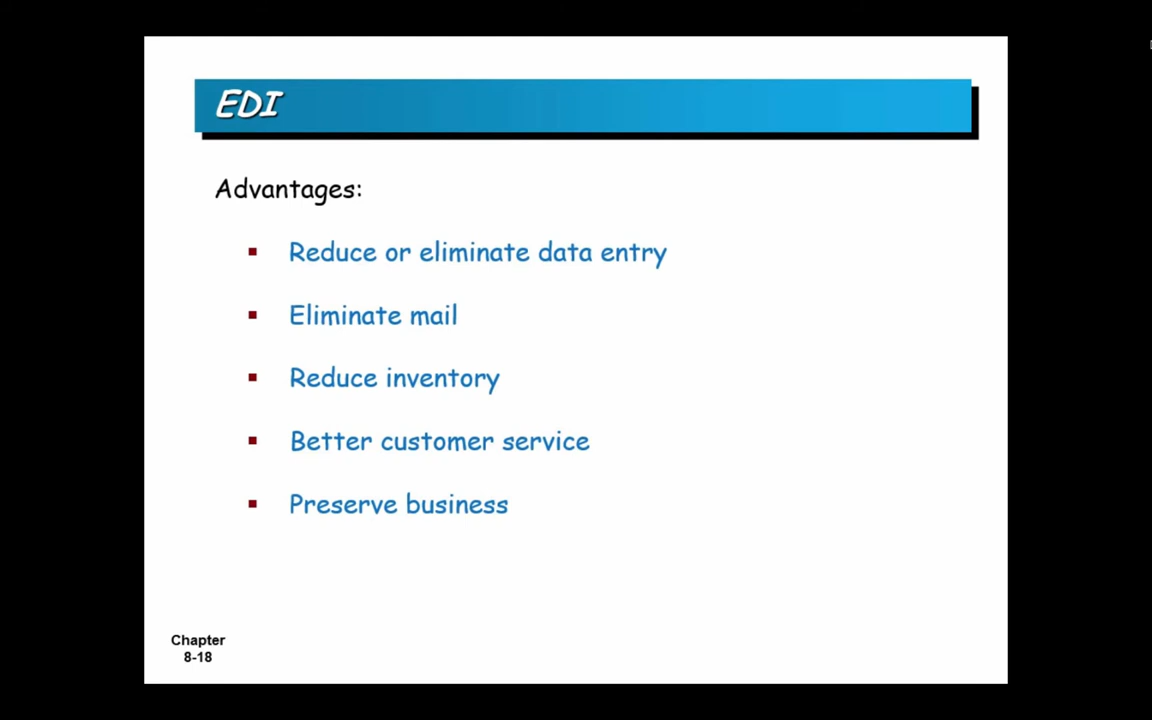 EDI
Advantages:
▪ Reduce or eliminate data entry
▪ Eliminate mail
▪ Reduce inventory
▪ Better customer service
▪ Preserve business
Chapter
8-18